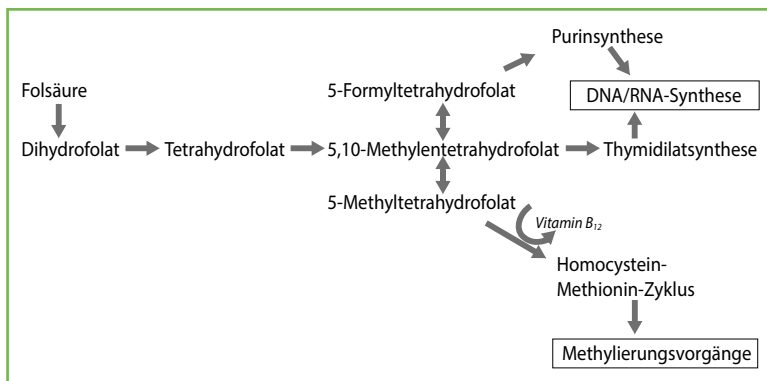 Purinsynthese
Folsäure
5-Formyltetrahydrofolat
DNA/RNA-Synthese
Dihydrofolat
Tetrahydrofolat
5,10-Methylentetrahydrofolat
Thymidilatsynthese
5-Methyltetrahydrofolat
Vitamin B₁₂
Homocystein-
Methionin-Zyklus
Methylierungsvorgänge